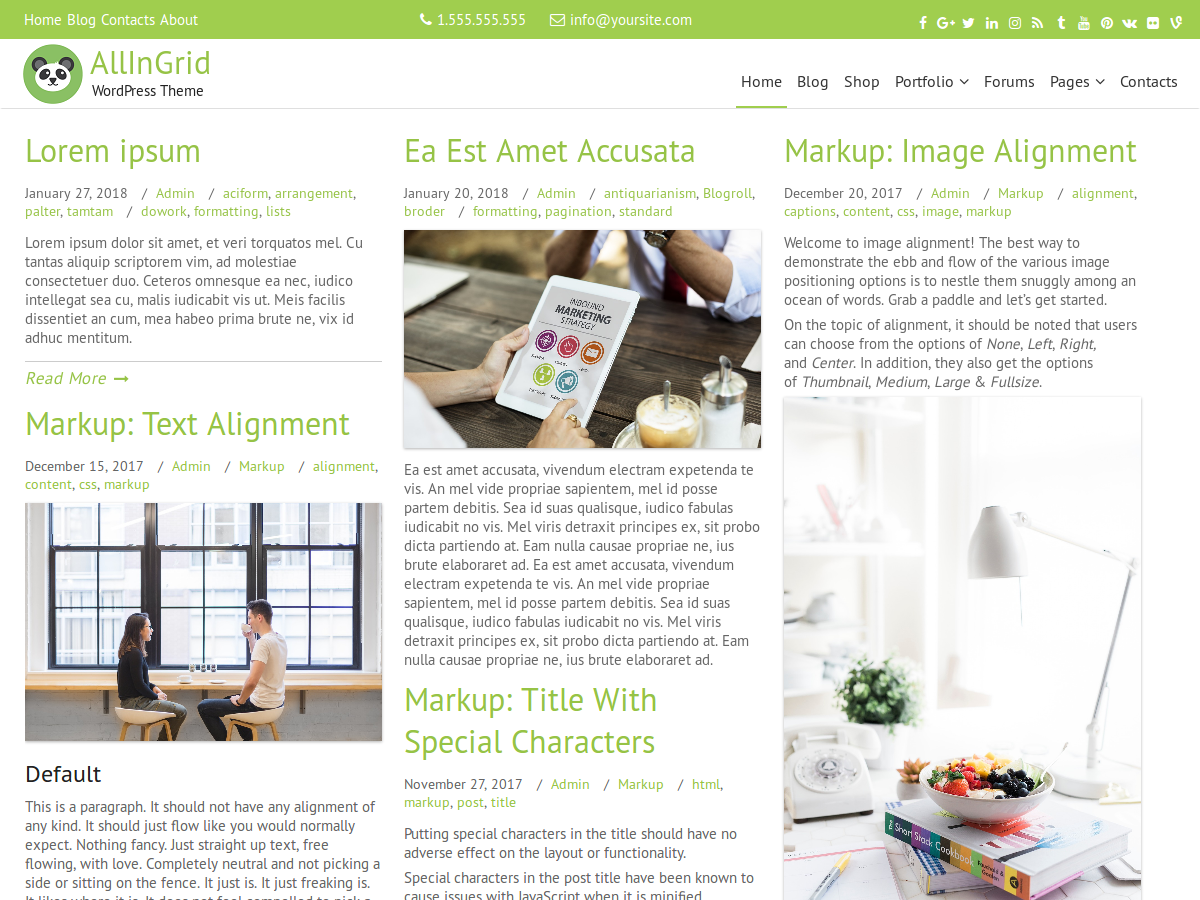 Home Blog Contacts About
1.555.555.555
info@yoursite.com
AllInGrid
WordPress Theme
Home
Blog
Shop
Portfolio
Forums
Pages
Contacts
Lorem ipsum
January 27, 2018 / Admin / aciform, arrangement,
palter, tamtam / dowork, formatting, lists
Lorem ipsum dolor sit amet, et veri torquatos mel. Cu
tantas aliquip scriptorem vim, ad molestiae
consectetuer duo. Ceteros omnesque ea nec, iudico
intellegat sea cu, malis iudicabit vis ut. Meis facilis
dissentiet an cum, mea habeo prima brute ne, vix id
adhuc mentitum.
Read More
Markup: Text Alignment
December 15, 2017 / Admin / Markup / alignment,
content, css, markup
Default
This is a paragraph. It should not have any alignment of
any kind. It should just flow like you would normally
expect. Nothing fancy. Just straight up text, free
flowing, with love. Completely neutral and not picking a
side or sitting on the fence. It just is. It just freaking is.
It likes where it is. It does not feel compelled to pick a
Ea Est Amet Accusata
January 20, 2018 / Admin / antiquarianism, Blogroll,
broder / formatting, pagination, standard
INBOUND
MARKETING
STRATEGY
Ea est amet accusata, vivendum electram expetenda te
vis. An mel vide propriae sapientem, mel id posse
partem debitis. Sea id suas qualisque, iudico fabulas
iudicabit no vis. Mel viris detraxit principes ex, sit probo
dicta partiendo at. Eam nulla causae propriae ne, ius
brute elaboraret ad. Ea est amet accusata, vivendum
electram expetenda te vis. An mel vide propriae
sapientem, mel id posse partem debitis. Sea id suas
qualisque, iudico fabulas iudicabit no vis. Mel viris
detraxit principes ex, sit probo dicta partiendo at. Eam
nulla causae propriae ne, ius brute elaboraret ad.
Markup: Title With
Special Characters
November 27, 2017 / Admin / Markup / html,
markup, post, title
Putting special characters in the title should have no
adverse effect on the layout or functionality.
Special characters in the post title have been known to
cause issues with JavaScript when it is minified,
Markup: Image Alignment
December 20, 2017 / Admin / Markup / alignment,
captions, content, css, image, markup
Welcome to image alignment! The best way to
demonstrate the ebb and flow of the various image
positioning options is to nestle them snuggly among an
ocean of words. Grab a paddle and let's get started.
On the topic of alignment, it should be noted that users
can choose from the options of None, Left, Right,
and Center. In addition, they also get the options
of Thumbnail, Medium, Large & Fullsize.
Short Stack Cookbook